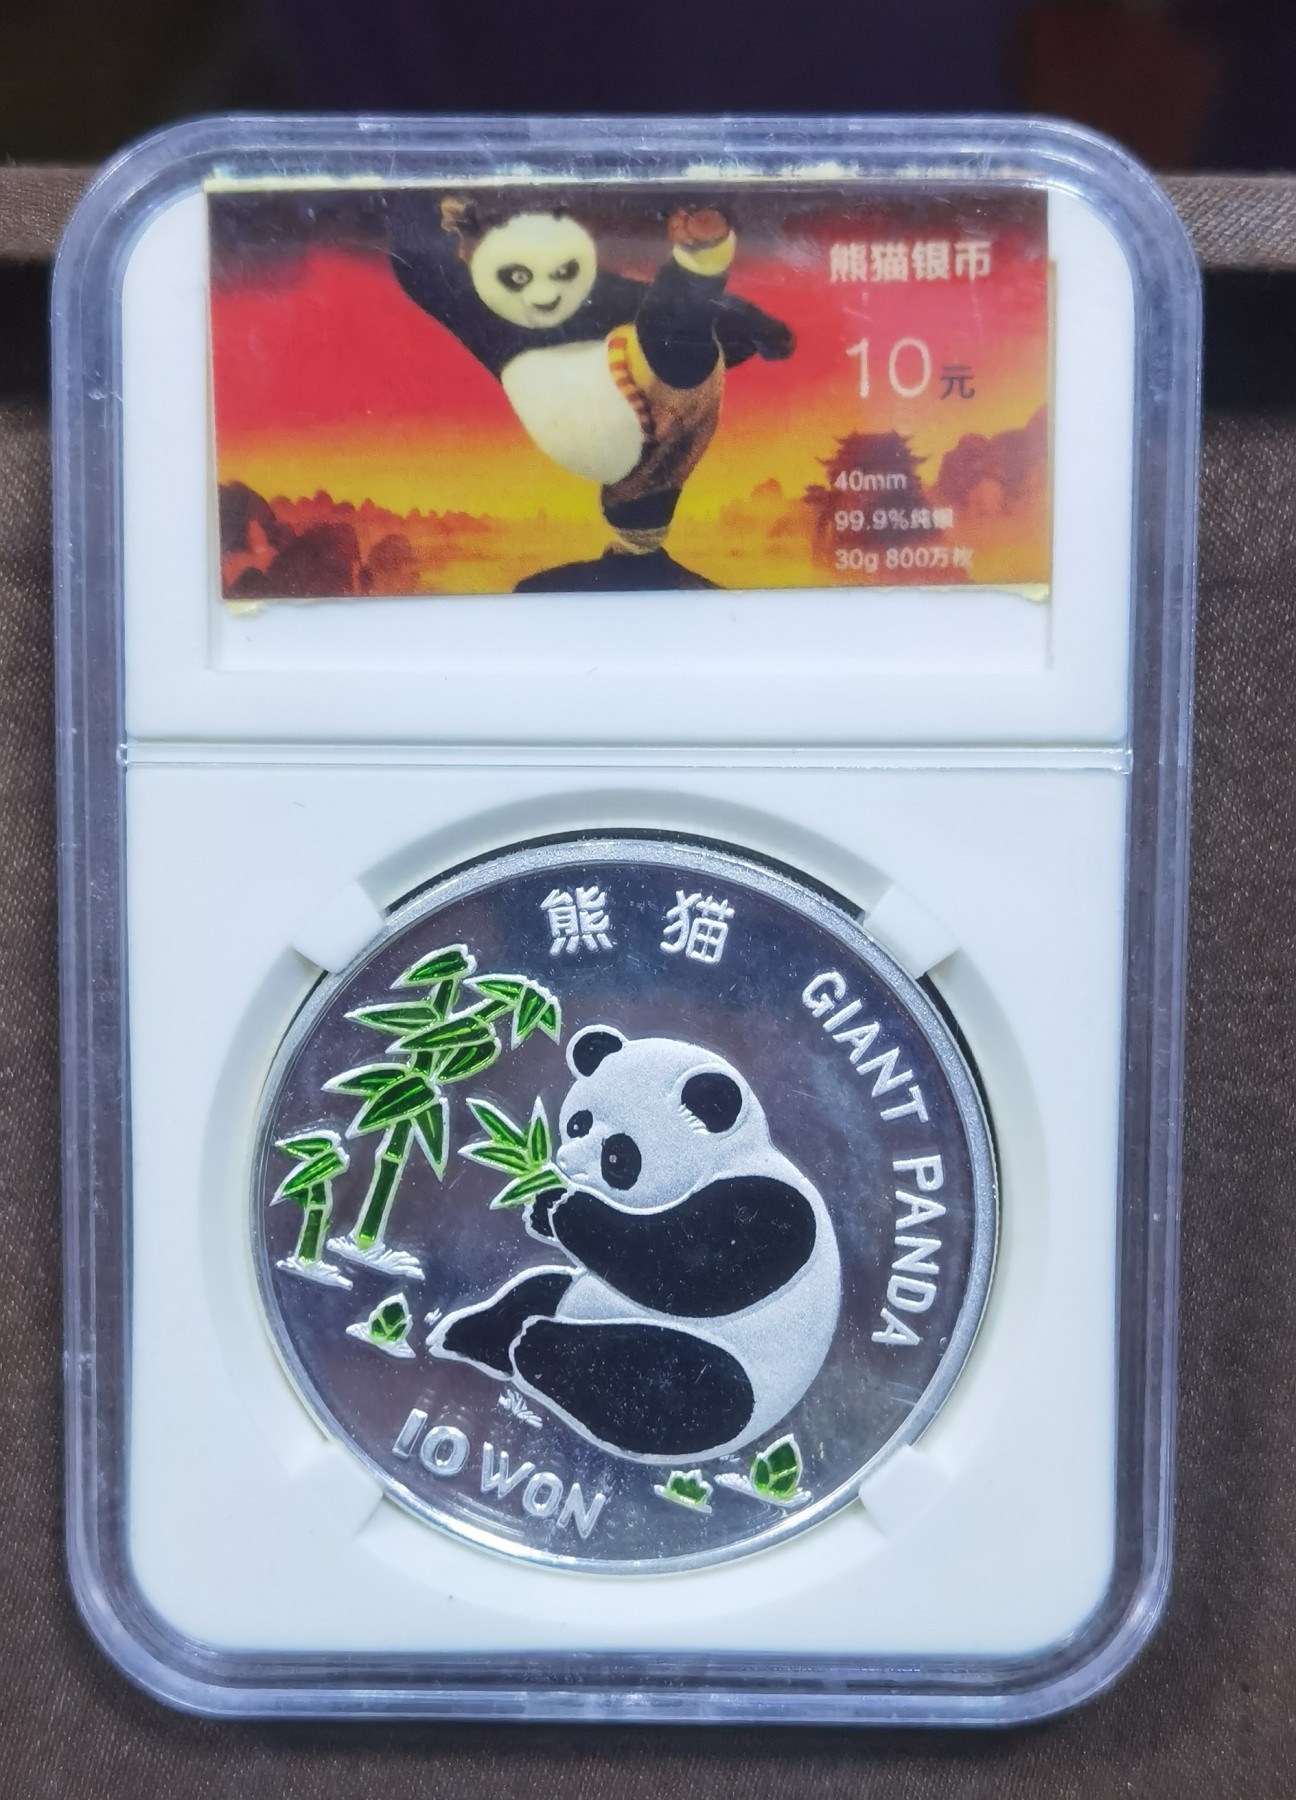 熊猫银币
10元
40mm
99.9%纯银
30g 800万枚
熊 猫
GIANT PANDA
10 WON